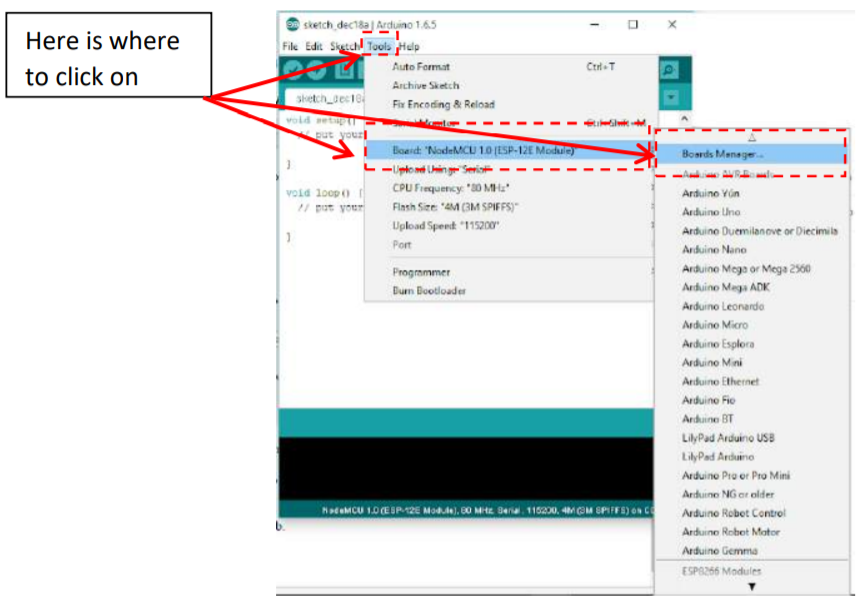 Here is where
to click on
sketch_dec18a | Arduino 1.6.5
File Edit Sketch Tools Help
Auto Format Ctrl+T
Archive Sketch
Fix Encoding & Reload
Serial Monitor Ctrl+Shift+M
Board: "NodeMCU 1.0 (ESP-12E Module)"
Upload Using: "Serial"
CPU Frequency: "80 MHz"
Flash Size: "4M (3M SPIFFS)"
Upload Speed: "115200"
Port
Programmer
Burn Bootloader
sketch_dec18a
void setup()
// put your
}
void loop() {
// put your
}
Boards Manager...
Arduino AVR Boards
Arduino Yún
Arduino Uno
Arduino Duemilanove or Diecimila
Arduino Nano
Arduino Mega or Mega 2560
Arduino Mega ADK
Arduino Leonardo
Arduino Micro
Arduino Esplora
Arduino Mini
Arduino Ethernet
Arduino Fio
Arduino BT
LilyPad Arduino USB
LilyPad Arduino
Arduino Pro or Pro Mini
Arduino NG or older
Arduino Robot Control
Arduino Robot Motor
Arduino Gemma
ESP8266 Modules
NodeMCU 1.0 (ESP-12E Module), 80 MHz, Serial, 115200, 4M (3M SPIFFS) on CO
b.